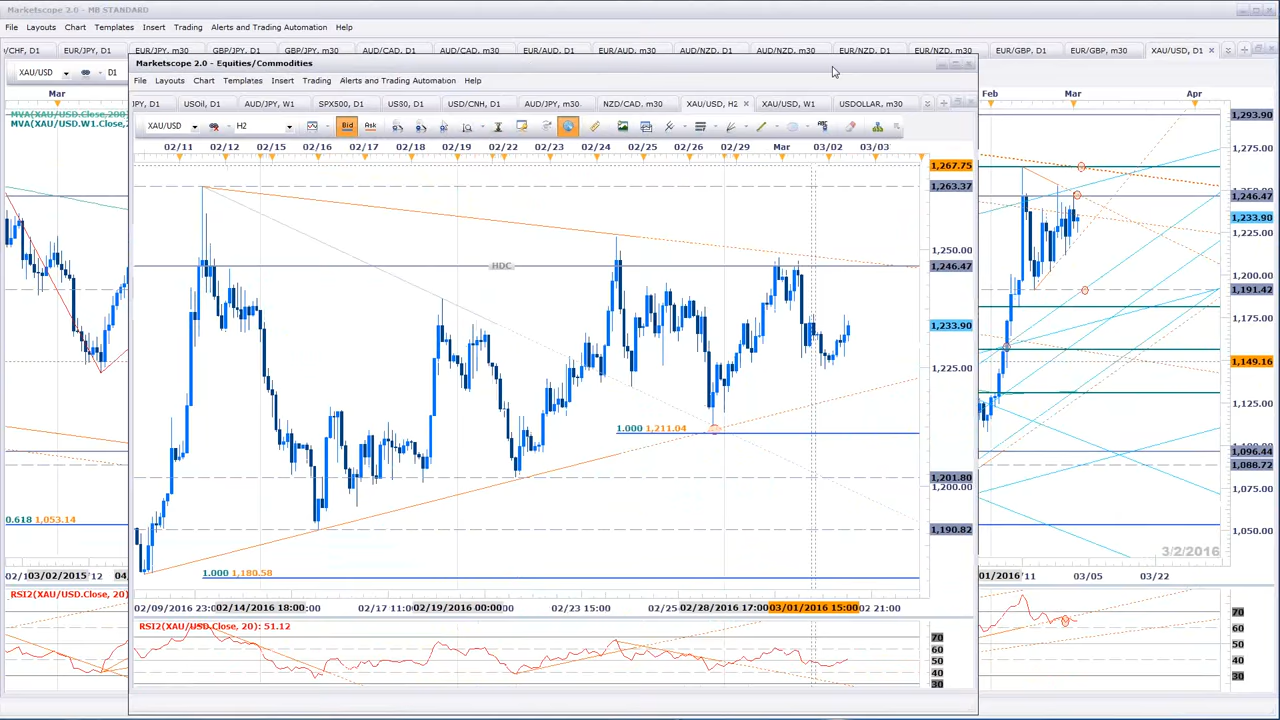 Marketscope 2.0 - MB STANDARD
File Layouts Chart Templates Insert Trading Alerts and Trading Automation Help
/CHF, D1 EUR/JPY, m30 EUR/JPY, m30 GBP/JPY, D1 GBP/JPY, m30 AUD/CAD, D1 AUD/CAD, m30 EUR/AUD, D1 EUR/AUD, m30 AUD/NZD, D1 AUD/NZD, m30 EUR/NZD, D1 EUR/NZD, m30 EUR/GBP, D1 EUR/GBP, m30 XAU/USD, D1
XAU/USD D1
Mar
MVA(XAU/USD.Close,200)
MVA(XAU/USD.W1.Close,
0.618 1,053.14
02/1 03/02/2015 '12 04
RSI2(XAU/USD.Close, 20)
Marketscope 2.0 - Equities/Commodities
File Layouts Chart Templates Insert Trading Alerts and Trading Automation Help
JPY, D1 USOil, D1 AUD/JPY, W1 SPX500, D1 US80, D1 USD/CNH, D1 AUD/JPY, m30 NZD/CAD. m30 XAU/USD, H2 XAU/USD, W1 USDOLLAR, m30
XAU/USD H2 Bid Ask
02/11 02/12 02/15 02/16 02/17 02/18 02/19 02/22 02/23 02/24 02/25 02/26 02/29 Mar 03/02 03/03
1,267.75
1,263.37
1,250.00
HDC 1,246.47
1,233.90
1,225.00
1.000 1,211.04
1,201.80
1,200.00
1,190.82
1.000 1,180.58
02/09/2016 23: 02/14/2016 18:00 :00 02/17 11: 02/19/2016 00:00 00 02/23 15:00 02/25 02/28/2016 17:00 03/01/2016 15:00 02 21:00
RSI2(XAU/USD.Close, 20): 51.12
70
60
50
40
30
Feb Mar Apr
1,293.90
1,275.00
1,246.47
1,233.90
1,225.00
1,200.00
1,191.42
1,175.00
1,149.16
1,125.00
1,096.44
1,088.72
1,075.00
1,050.00
3/2/2016
01/2016 '11 03/05 03/22
70
60
50
40
30